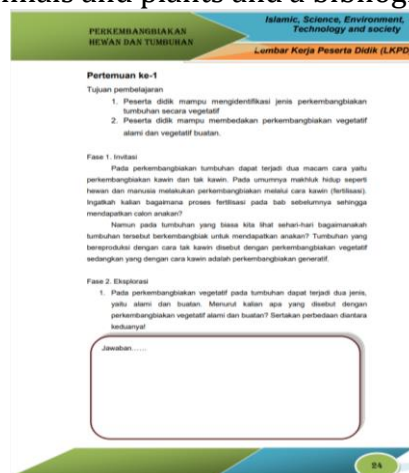 imals and plants and a bibliog
PERKEMBANGBIAKAN
HEWAN DAN TUMBUHAN
Islamic, Science, Environment,
Technology and society
Lembar Kerja Peserta Didik (LKPD
Pertemuan ke-1
Tujuan pembelajaran
1. Peserta didik mampu mengidentifikasi jenis perkembangbiakan
tumbuhan secara vegetatif
2. Peserta didik mampu membedakan perkembangbiakan vegetatif
alami dan vegetatif buatan.
Fase 1. Invitasi
Pada perkembangbiakan tumbuhan dapat terjadi dua macam cara yaitu
perkembangbiakan kawin dan tak kawin. Pada umumnya makhluk hidup seperti
hewan dan manusia melakukan perkembangbiakan melalui cara kawin (fertilisasi).
Ingatkah kalian bagaimana proses fertilisasi pada bab sebelumnya sehingga
mendapatkan calon anakan?
Namun pada tumbuhan yang biasa kita lihat sehari-hari bagaimanakah
tumbuhan tersebut berkembangbiak untuk mendapatkan anakan? Tumbuhan yang
bereproduksi dengan cara tak kawin disebut dengan perkembangbiakan vegetatif
sedangkan yang dengan cara kawin adalah perkembangbiakan generatif.
Fase 2. Eksplorasi
1. Pada perkembangbiakan vegetatif pada tumbuhan dapat terjadi dua jenis,
yaitu alami dan buatan. Menurut kalian apa yang disebut dengan
perkembangbiakan vegetatif alami dan buatan? Sertakan perbedaan diantara
keduanya!
Jawaban......
24